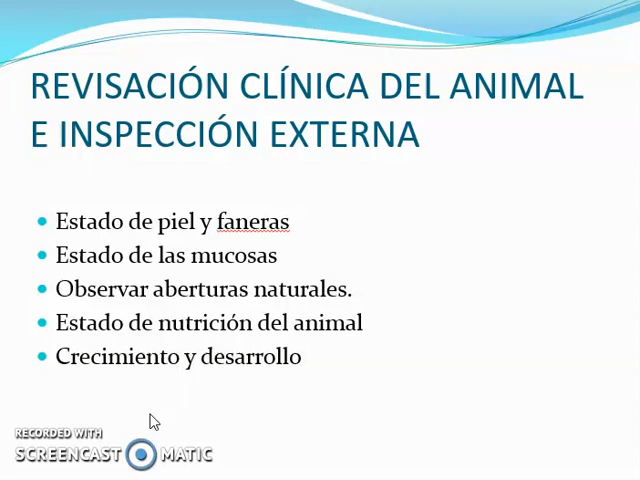 REVISACIÓN CLÍNICA DEL ANIMAL
E INSPECCIÓN EXTERNA
• Estado de piel y faneras
• Estado de las mucosas
• Observar aberturas naturales.
• Estado de nutrición del animal
• Crecimiento y desarrollo
RECORDED WITH
SCREENCAST MATIC